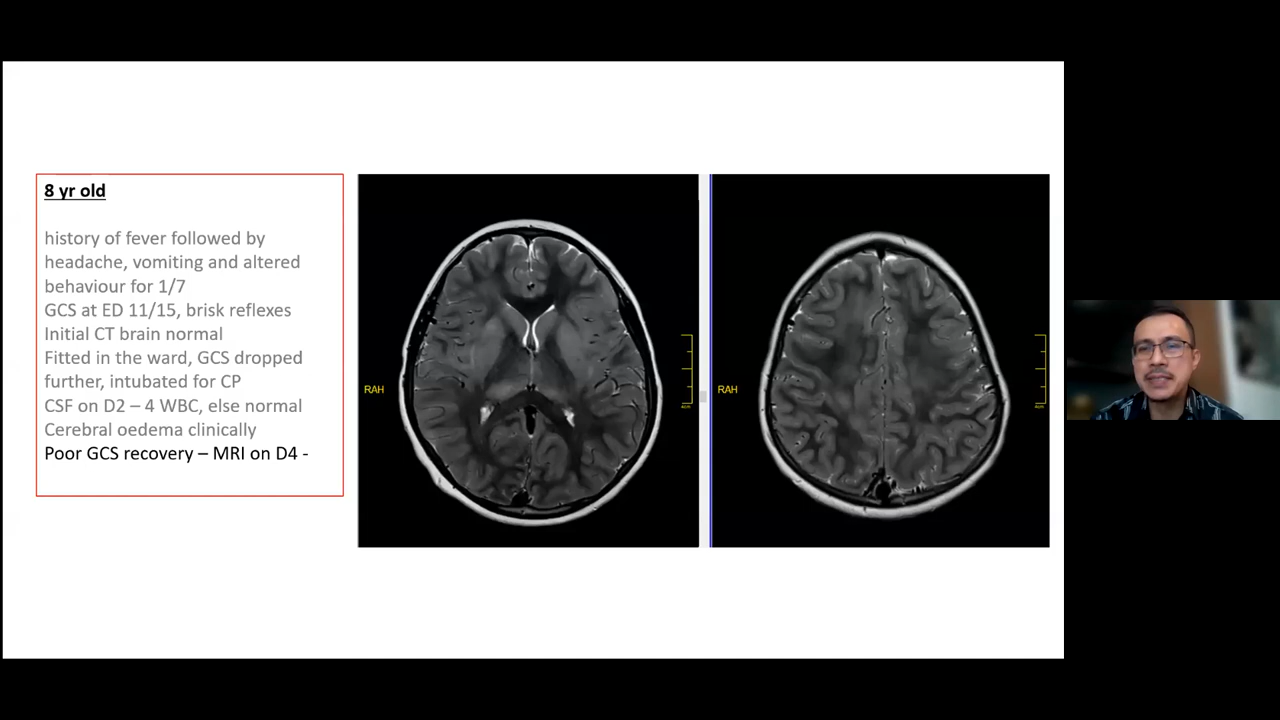 8 yr old
history of fever followed by
headache, vomiting and altered
behaviour for 1/7
GCS at ED 11/15, brisk reflexes
Initial CT brain normal
Fitted in the ward, GCS dropped
further, intubated for CP
CSF on D2 – 4 WBC, else normal
Cerebral oedema clinically
Poor GCS recovery – MRI on D4 -
RAH
4cm
RAH
4cm